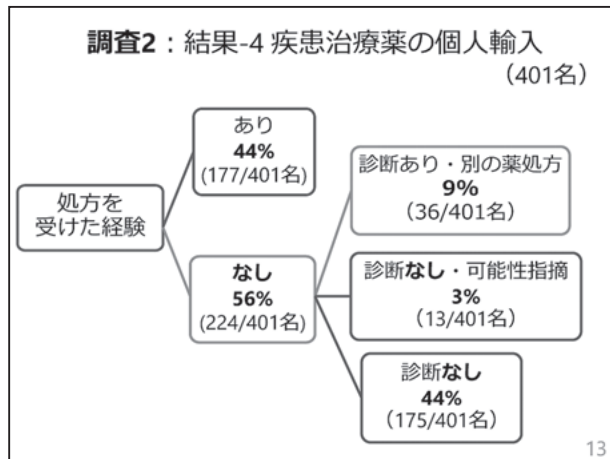 調査2：結果-4 疾患治療薬の個人輸入
（401名）
処方を
受けた経験
あり
44%
(177/401名)
なし
56%
(224/401名)
診断あり・別の薬処方
9%
（36/401名）
診断なし・可能性指摘
3%
（13/401名）
診断なし
44%
（175/401名）
13